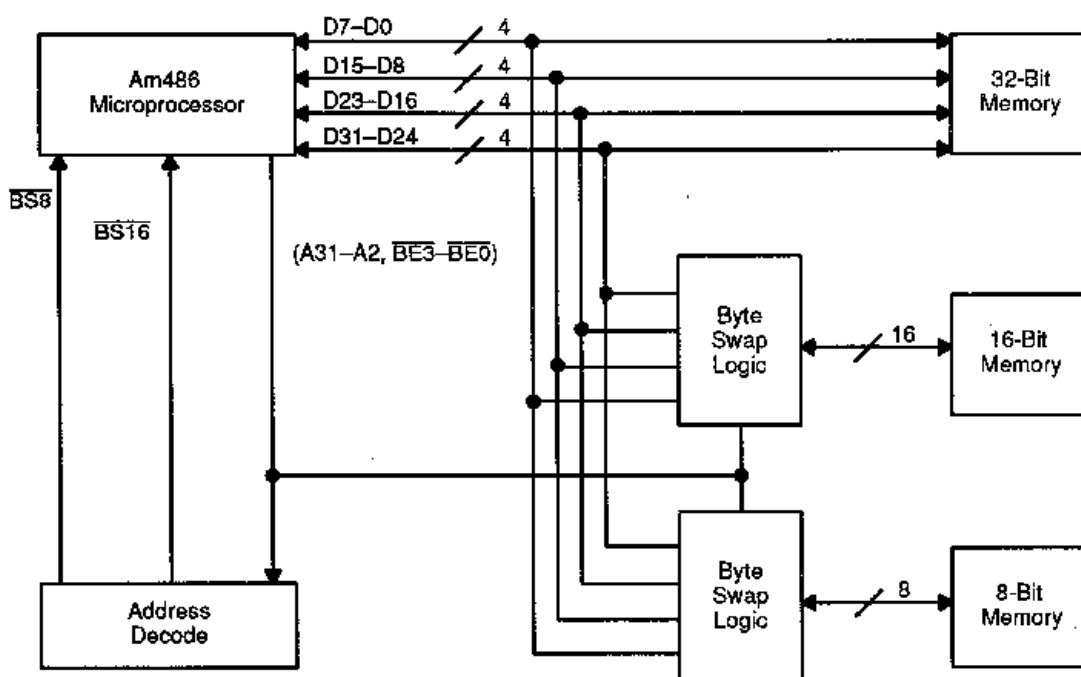 D7–D0 4
D15–D8 4
D23–D16 4
D31–D24 4
Am486
Microprocessor
32-Bit
Memory
BS8
BS16
(A31–A2, BE3–BE0)
Byte
Swap
Logic
16
16-Bit
Memory
Byte
Swap
Logic
8
8-Bit
Memory
Address
Decode